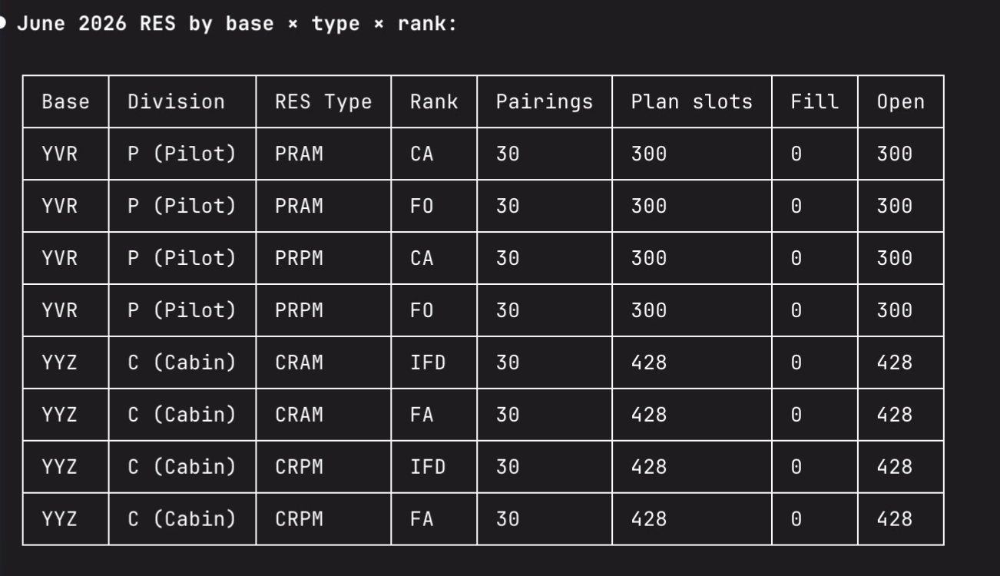 June 2026 RES by base × type × rank:
Base Division RES Type Rank Pairings Plan slots Fill Open
YVR P (Pilot) PRAM CA 30 300 0 300
YVR P (Pilot) PRAM FO 30 300 0 300
YVR P (Pilot) PRPM CA 30 300 0 300
YVR P (Pilot) PRPM FO 30 300 0 300
YYZ C (Cabin) CRAM IFD 30 428 0 428
YYZ C (Cabin) CRAM FA 30 428 0 428
YYZ C (Cabin) CRPM IFD 30 428 0 428
YYZ C (Cabin) CRPM FA 30 428 0 428